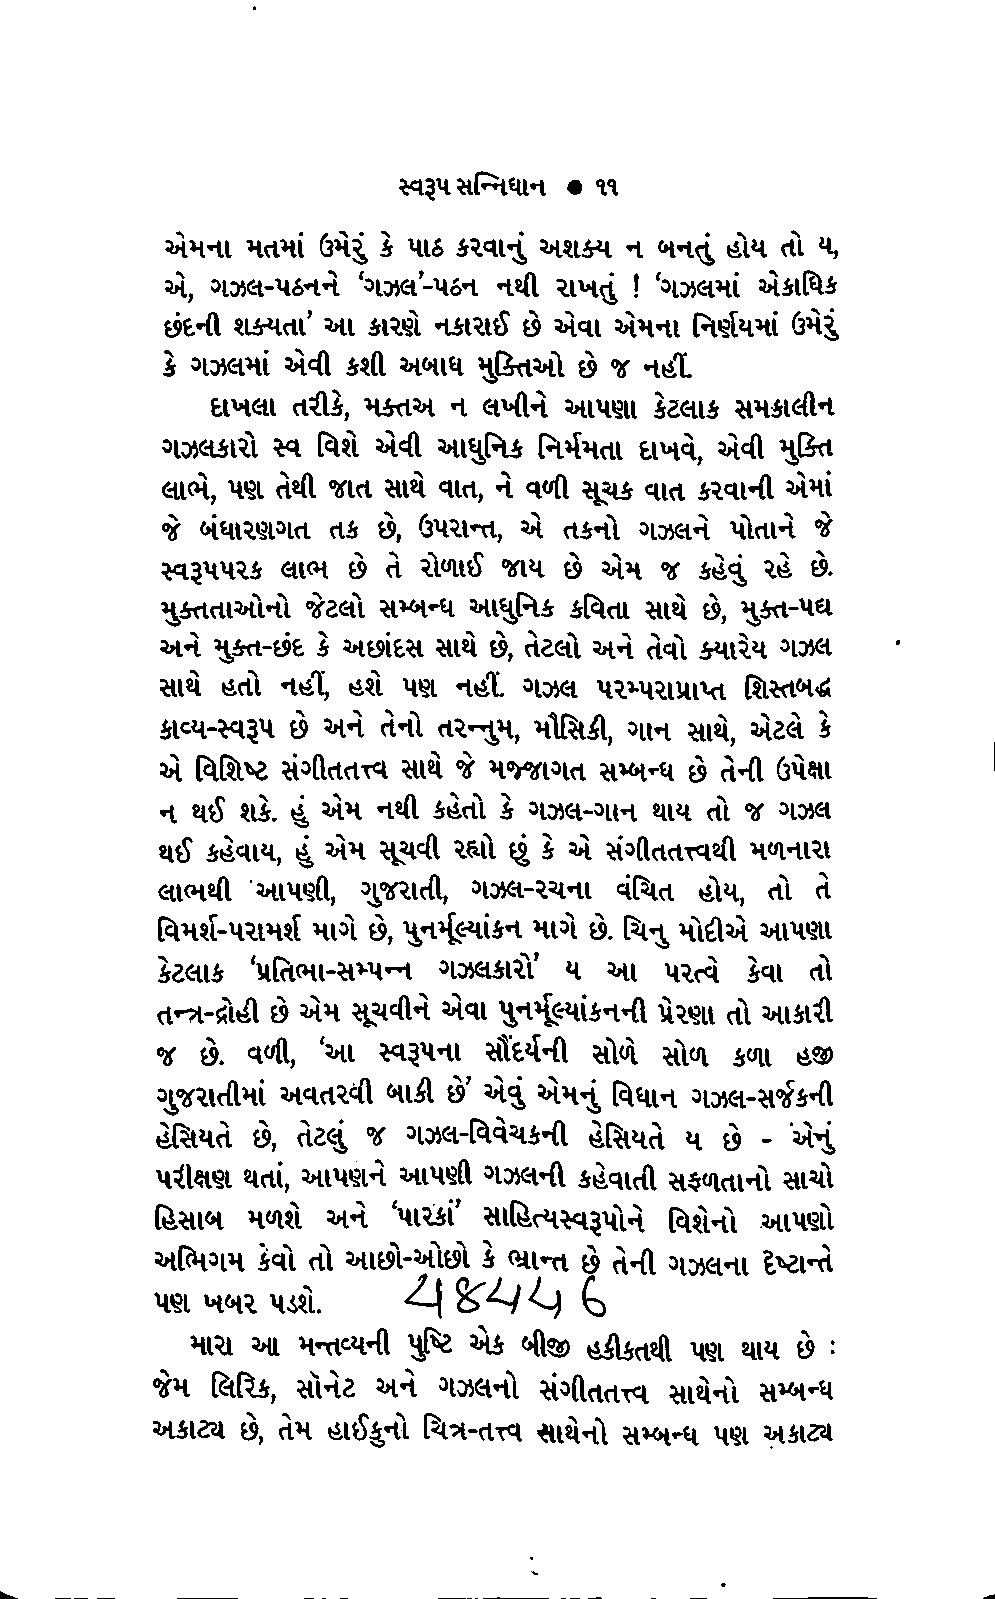 સ્વરૂપ સન્નિધાન ● ૧૧
એમના મતમાં ઉમેરું કે પાઠ કરવાનું અશક્ય ન બનતું હોય તો ય,
એ, ગઝલ-પઠનને ‘ગઝલ’-પઠન નથી રાખતું ! ‘ગઝલમાં એકાધિક
છંદની શક્યતા’ આ કારણે નકારાઈ છે એવા એમના નિર્ણયમાં ઉમેરું
કે ગઝલમાં એવી કશી અબાધ મુક્તિઓ છે જ નહીં.
દાખલા તરીકે, મક્તઅ ન લખીને આપણા કેટલાક સમકાલીન
ગઝલકારો સ્વ વિશે એવી આધુનિક નિર્મમતા દાખવે, એવી મુક્તિ
લાભે, પણ તેથી જાત સાથે વાત, ને વળી સૂચક વાત કરવાની એમાં
જે બંધારણગત તક છે, ઉપરાન્ત, એ તકનો ગઝલને પોતાને જે
સ્વરૂપપરક લાભ છે તે રોળાઈ જાય છે એમ જ કહેવું રહે છે.
મુક્તતાઓનો જેટલો સમ્બન્ધ આધુનિક કવિતા સાથે છે, મુક્ત-પદ્ય
અને મુક્ત-છંદ કે અછાંદસ સાથે છે, તેટલો અને તેવો ક્યારેય ગઝલ
સાથે હતો નહીં, હશે પણ નહીં. ગઝલ પરમ્પરાપ્રાપ્ત શિસ્તબદ્ધ
કાવ્ય-સ્વરૂપ છે અને તેનો તરન્નુમ, મૌસિકી, ગાન સાથે, એટલે કે
એ વિશિષ્ટ સંગીતતત્ત્વ સાથે જે મજ્જાગત સમ્બન્ધ છે તેની ઉપેક્ષા
ન થઈ શકે. હું એમ નથી કહેતો કે ગઝલ-ગાન થાય તો જ ગઝલ
થઈ કહેવાય, હું એમ સૂચવી રહ્યો છું કે એ સંગીતતત્ત્વથી મળનારા
લાભથી આપણી, ગુજરાતી, ગઝલ-રચના વંચિત હોય, તો તે
વિમર્શ-પરામર્શ માગે છે, પુનર્મૂલ્યાંકન માગે છે. ચિનુ મોદીએ આપણા
કેટલાક ‘પ્રતિભા-સમ્પન્ન ગઝલકારો’ ય આ પરત્વે કેવા તો
તન્ત્ર-દ્રોહી છે એમ સૂચવીને એવા પુનર્મૂલ્યાંકનની પ્રેરણા તો આકારી
જ છે. વળી, ‘આ સ્વરૂપના સૌંદર્યની સોળે સોળ કળા હજી
ગુજરાતીમાં અવતરવી બાકી છે’ એવું એમનું વિધાન ગઝલ-સર્જકની
હેસિયતે છે, તેટલું જ ગઝલ-વિવેચકની હેસિયતે ય છે - એનું
પરીક્ષણ થતાં, આપણને આપણી ગઝલની કહેવાતી સફળતાનો સાચો
હિસાબ મળશે અને ‘પારકાં’ સાહિત્યસ્વરૂપોને વિશેનો આપણો
અભિગમ કેવો તો આછો-ઓછો કે ભ્રાન્ત છે તેની ગઝલના દૃષ્ટાન્તે
પણ ખબર પડશે. ૫૪૫૫6
મારા આ મન્તવ્યની પુષ્ટિ એક બીજી હકીકતથી પણ થાય છે :
જેમ લિરિક, સૉનેટ અને ગઝલનો સંગીતતત્ત્વ સાથેનો સમ્બન્ધ
અકાટ્ય છે, તેમ હાઈકુનો ચિત્ર-તત્ત્વ સાથેનો સમ્બન્ધ પણ અકાટ્ય